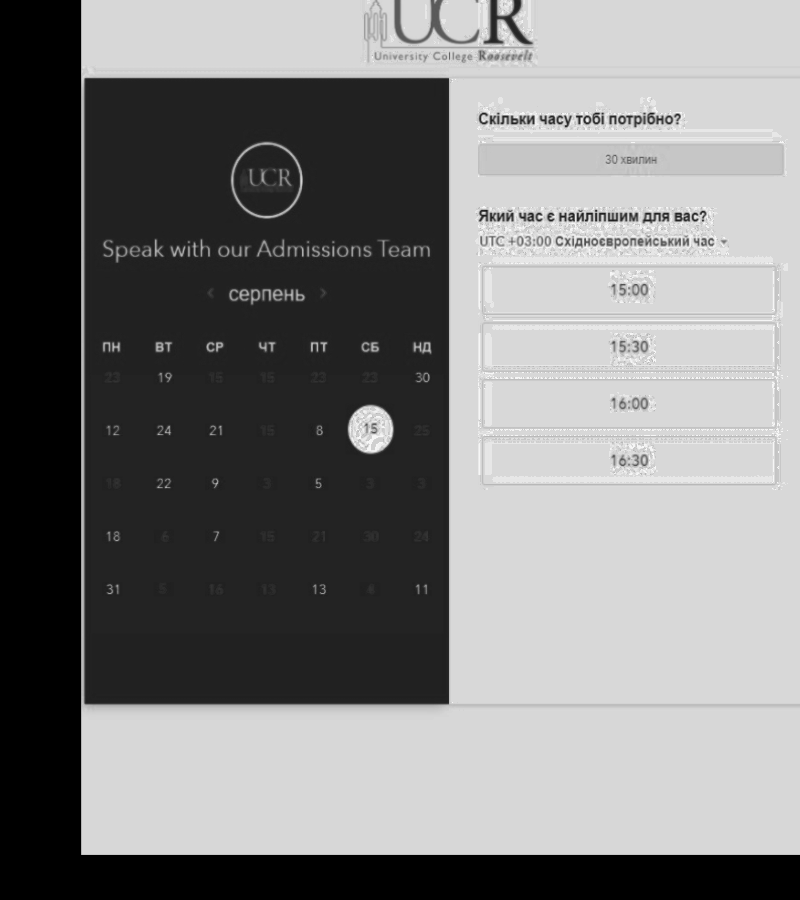 UCR
University College Roosevelt
UCR
Speak with our Admissions Team
серпень
ПН ВТ СР ЧТ ПТ СБ НД
23 19 15 15 23 23 30
12 24 21 15 8 15 25
18 22 9 3 5 3 3
18 6 7 15 21 30 24
31 5 16 13 13 4 11
Скільки часу тобі потрібно?
30 хвилин
Який час є найліпшим для вас?
UTC +03:00 Східноєвропейський час
15:00
15:30
16:00
16:30